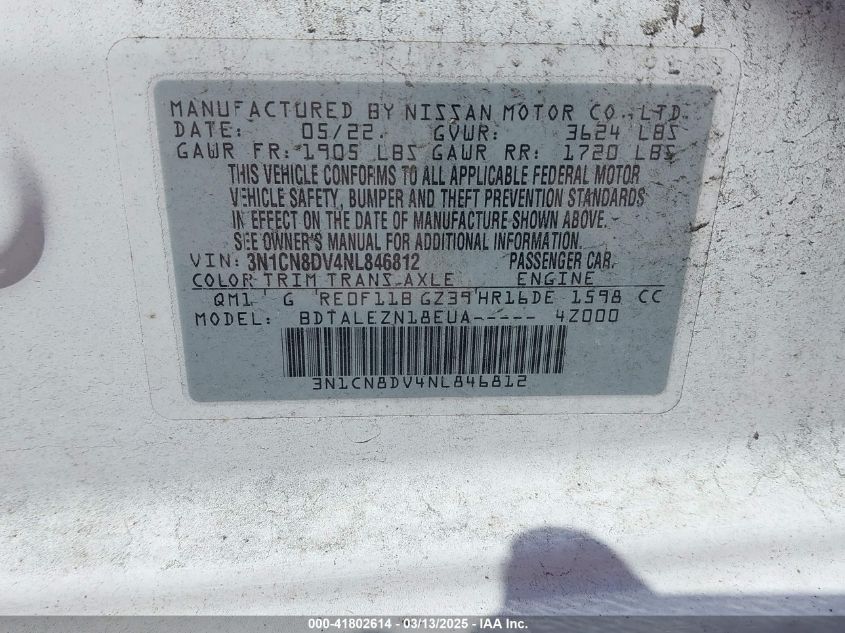 MANUFACTURED BY NISSAN MOTOR CO., LTD.
DATE: 05/22 GVWR: 3624 LBS
GAWR FR: 1905 LBS GAWR RR: 1720 LBS
THIS VEHICLE CONFORMS TO ALL APPLICABLE FEDERAL MOTOR
VEHICLE SAFETY, BUMPER AND THEFT PREVENTION STANDARDS
IN EFFECT ON THE DATE OF MANUFACTURE SHOWN ABOVE.
SEE OWNER'S MANUAL FOR ADDITIONAL INFORMATION.
VIN: 3N1CN8DV4NL846812 PASSENGER CAR.
COLOR TRIM TRANS AXLE ENGINE
QM1 G RE0F11B GZ39 HR16DE 1598 CC
MODEL: BDTALEZN18EUA----- 4Z000
3N1CN8DV4NL846812
000-41802614 - 03/13/2025 - IAA Inc.